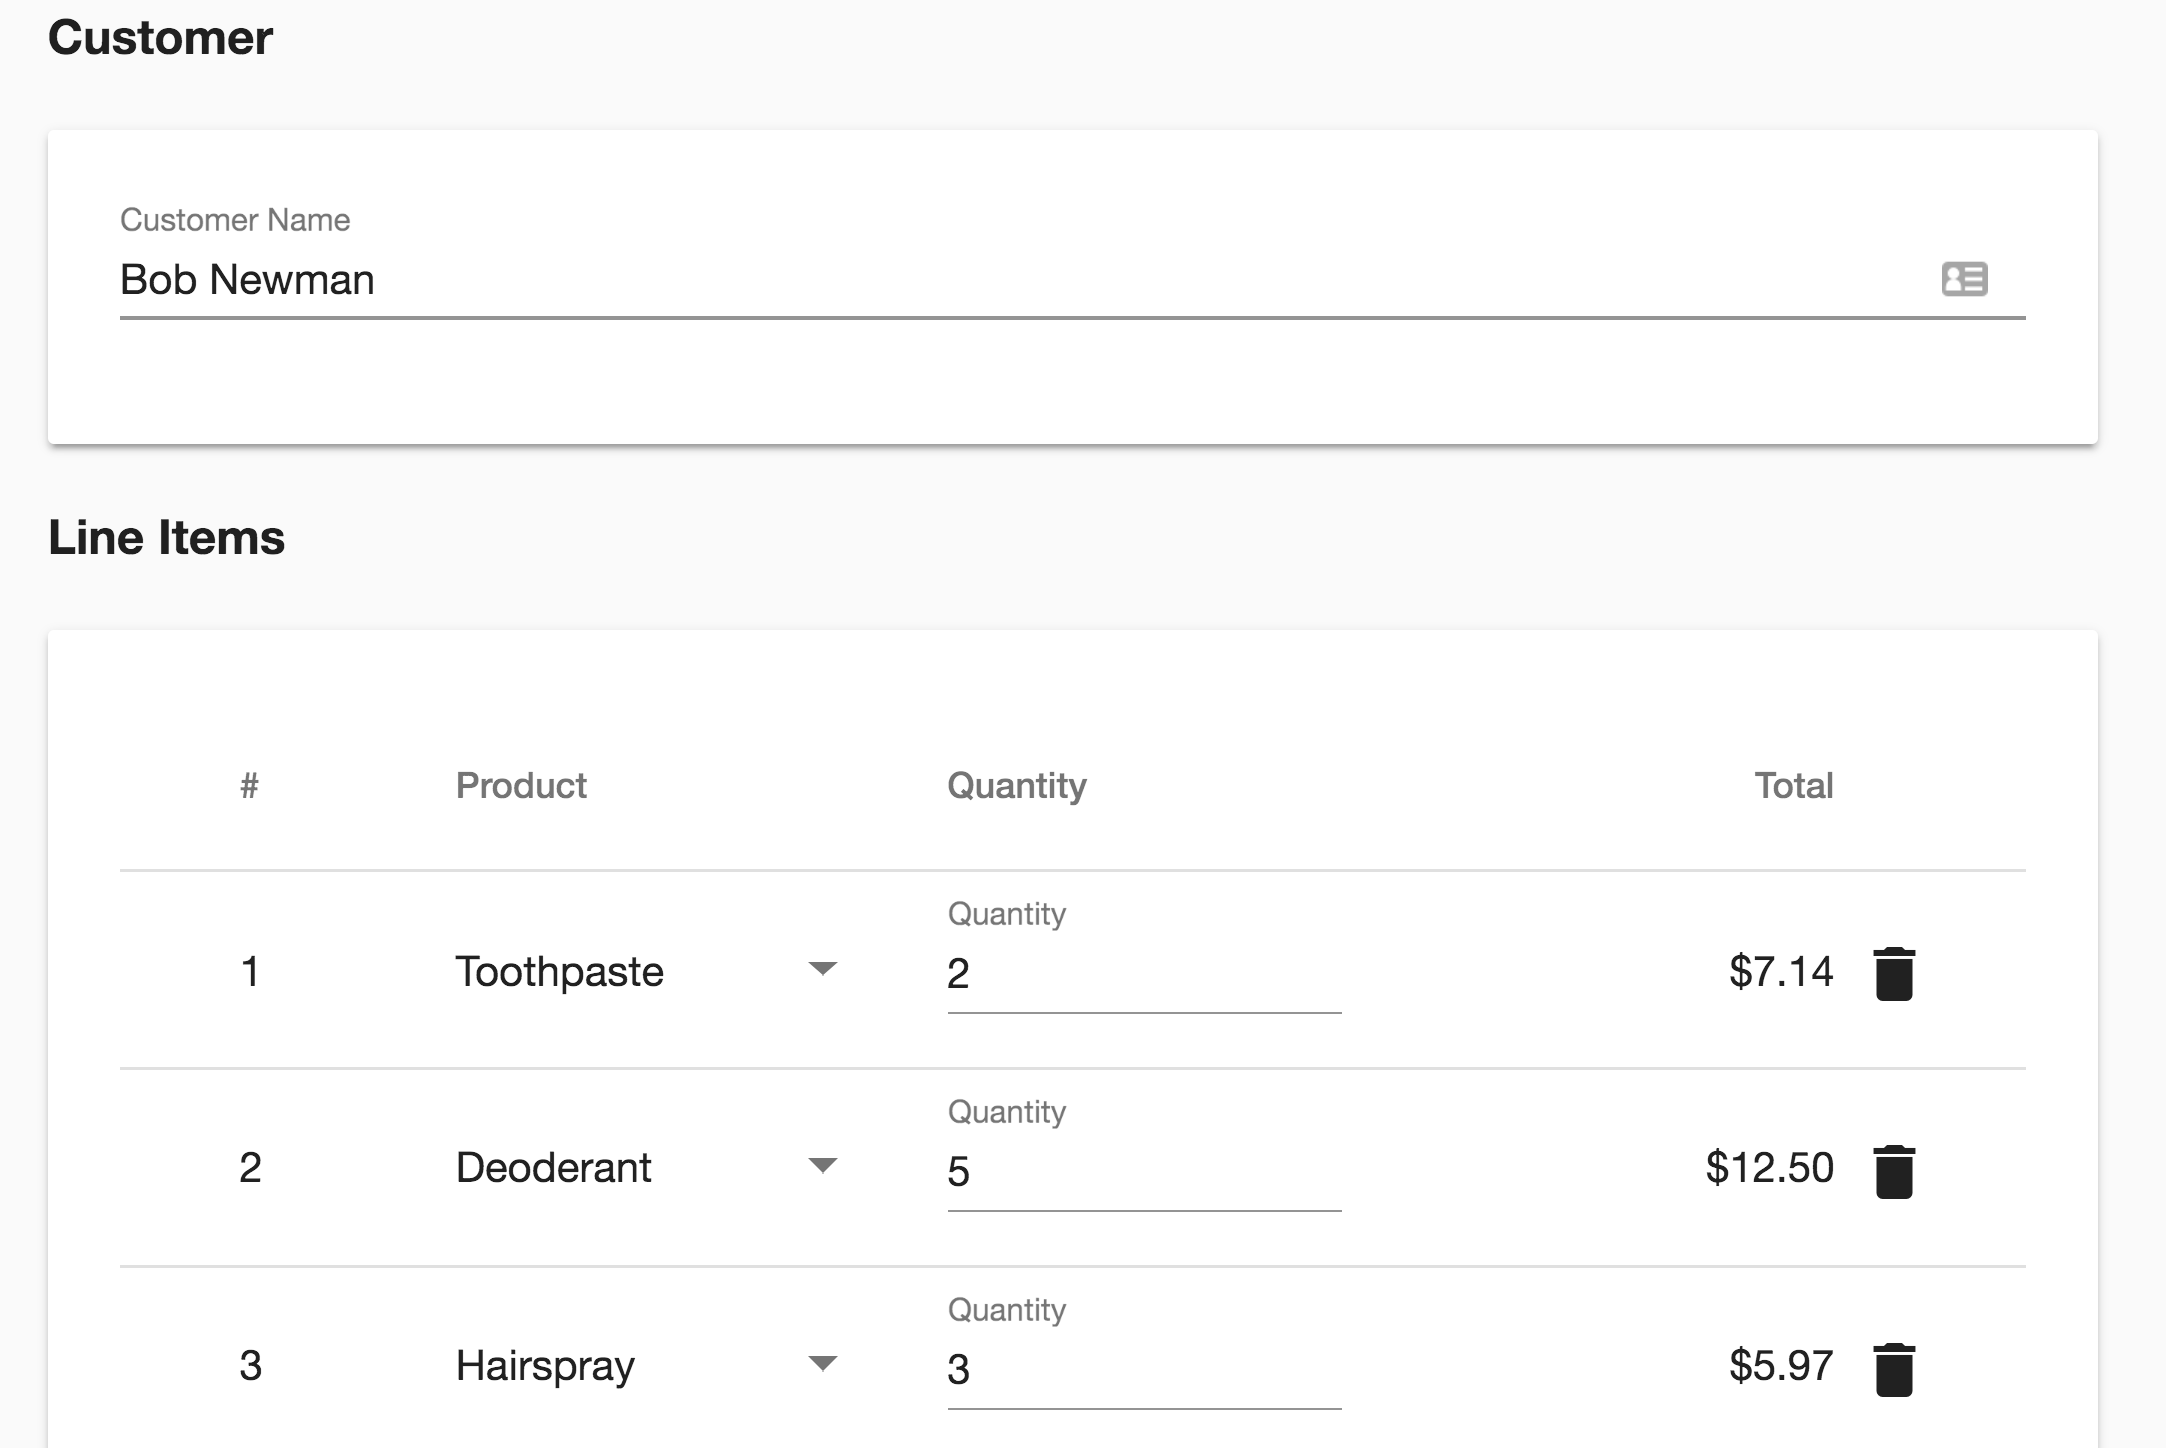 Customer
Customer Name
Bob Newman
Line Items
# Product Quantity Total
Quantity
1 Toothpaste 2 $7.14
Quantity
2 Deoderant 5 $12.50
Quantity
3 Hairspray 3 $5.97